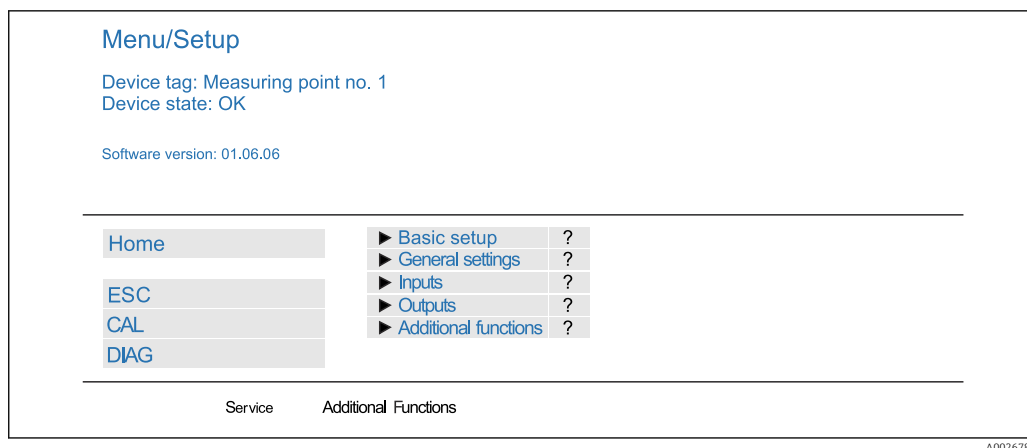 Menu/Setup
Device tag: Measuring point no. 1
Device state: OK
Software version: 01.06.06
Home
ESC
CAL
DIAG
► Basic setup ?
► General settings ?
► Inputs ?
► Outputs ?
► Additional functions ?
Service Additional Functions